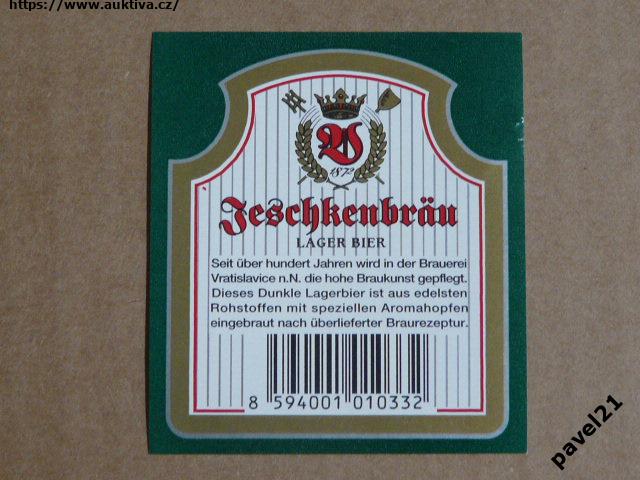 https://www.auktiva.cz/
1872
Jeschkenbräu
LAGER BIER
Seit über hundert Jahren wird in der Brauerei
Vratislavice n.N. die hohe Braukunst gepflegt.
Dieses Dunkle Lagerbier ist aus edelsten
Rohstoffen mit speziellen Aromahopfen
eingebraut nach überlieferter Braurezeptur.
8 594001 010332
pavel21